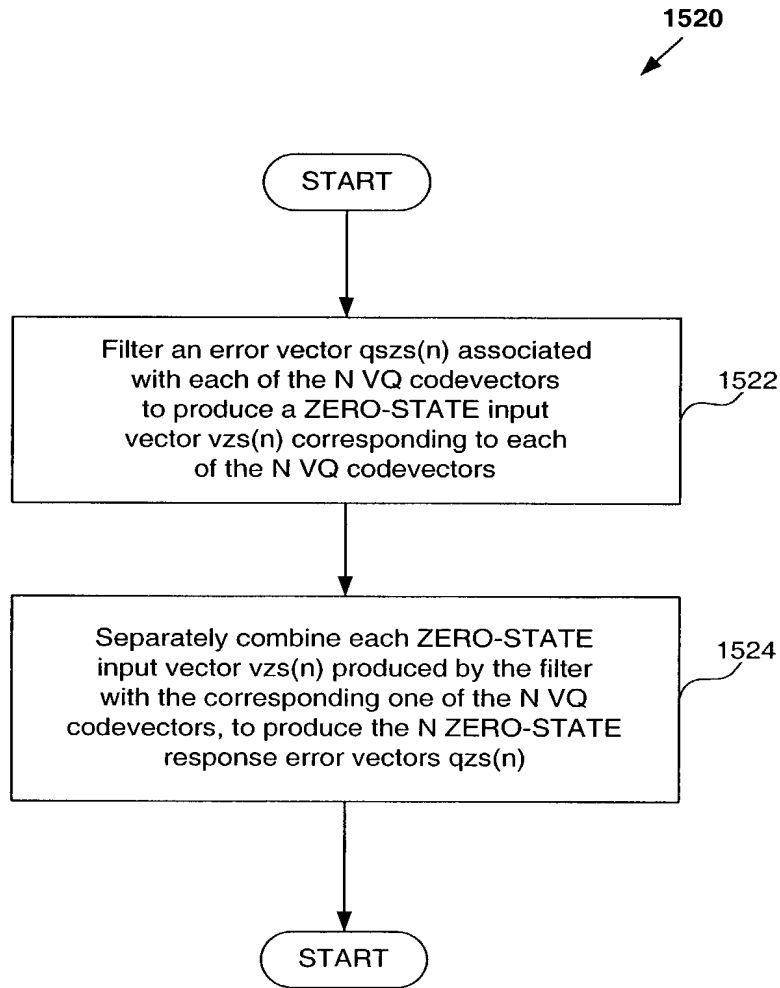 1520
START
Filter an error vector qszs(n) associated
with each of the N VQ codevectors
to produce a ZERO-STATE input
vector vzs(n) corresponding to each
of the N VQ codevectors
1522
Separately combine each ZERO-STATE
input vector vzs(n) produced by the filter
with the corresponding one of the N VQ
codevectors, to produce the N ZERO-STATE
response error vectors qzs(n)
1524
START